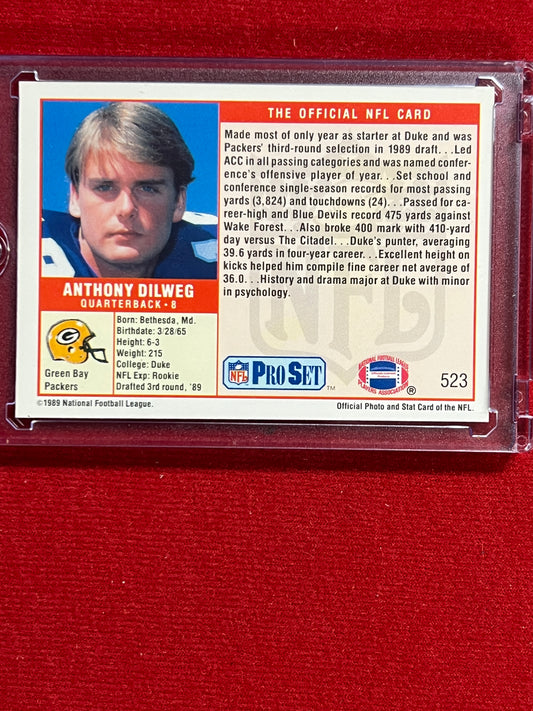 THE OFFICIAL NFL CARD
Made most of only year as starter at Duke and was
Packers' third-round selection in 1989 draft. . .Led
ACC in all passing categories and was named confer-
ence's offensive player of year. . .Set school and
conference single-season records for most passing
yards (3,824) and touchdowns (24). . .Passed for ca-
reer-high and Blue Devils record 475 yards against
Wake Forest. . .Also broke 400 mark with 410-yard
day versus The Citadel. . .Duke's punter, averaging
39.6 yards in four-year career. . .Excellent height on
kicks helped him compile fine career net average of
36.0. . .History and drama major at Duke with minor
in psychology.
ANTHONY DILWEG
QUARTERBACK • 8
G
Green Bay
Packers
Born: Bethesda, Md.
Birthdate: 3/28/65
Height: 6-3
Weight: 215
College: Duke
NFL Exp: Rookie
Drafted 3rd round, '89
NFL
NFL PRO SET ™
NATIONAL FOOTBALL LEAGUE
PLAYERS ASSOCIATION ®
523
©1989 National Football League.
Official Photo and Stat Card of the NFL.